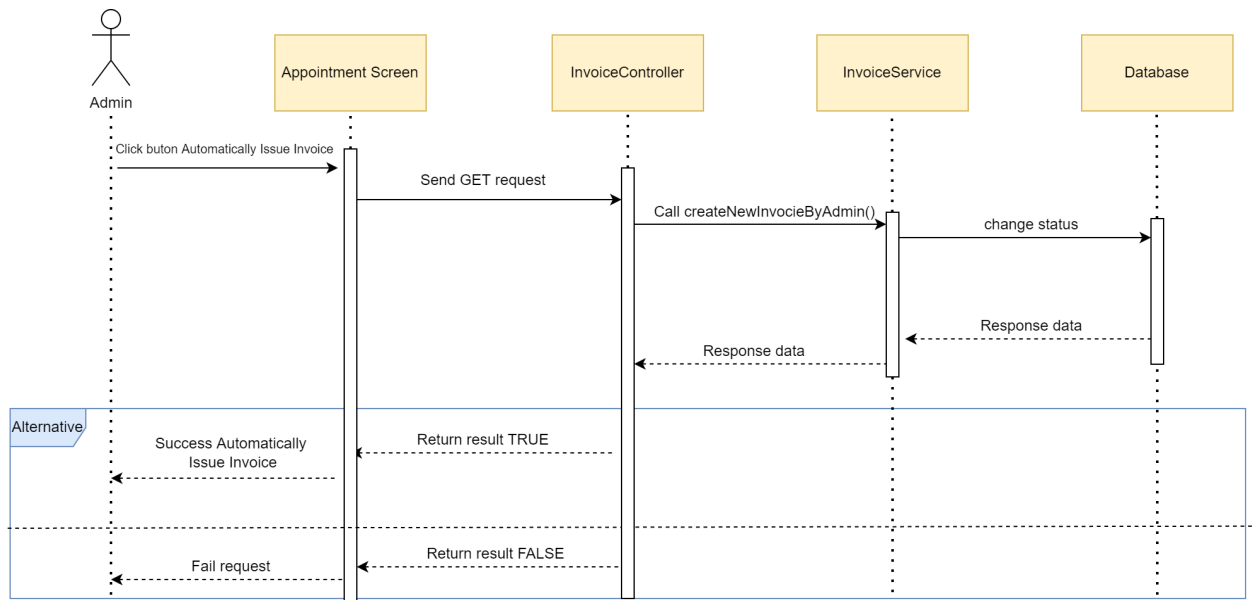 Admin
Appointment Screen
InvoiceController
InvoiceService
Database
Click buton Automatically Issue Invoice
Send GET request
Call createNewInvocieByAdmin()
change status
Response data
Response data
Alternative
Return result TRUE
Success Automatically
Issue Invoice
Return result FALSE
Fail request